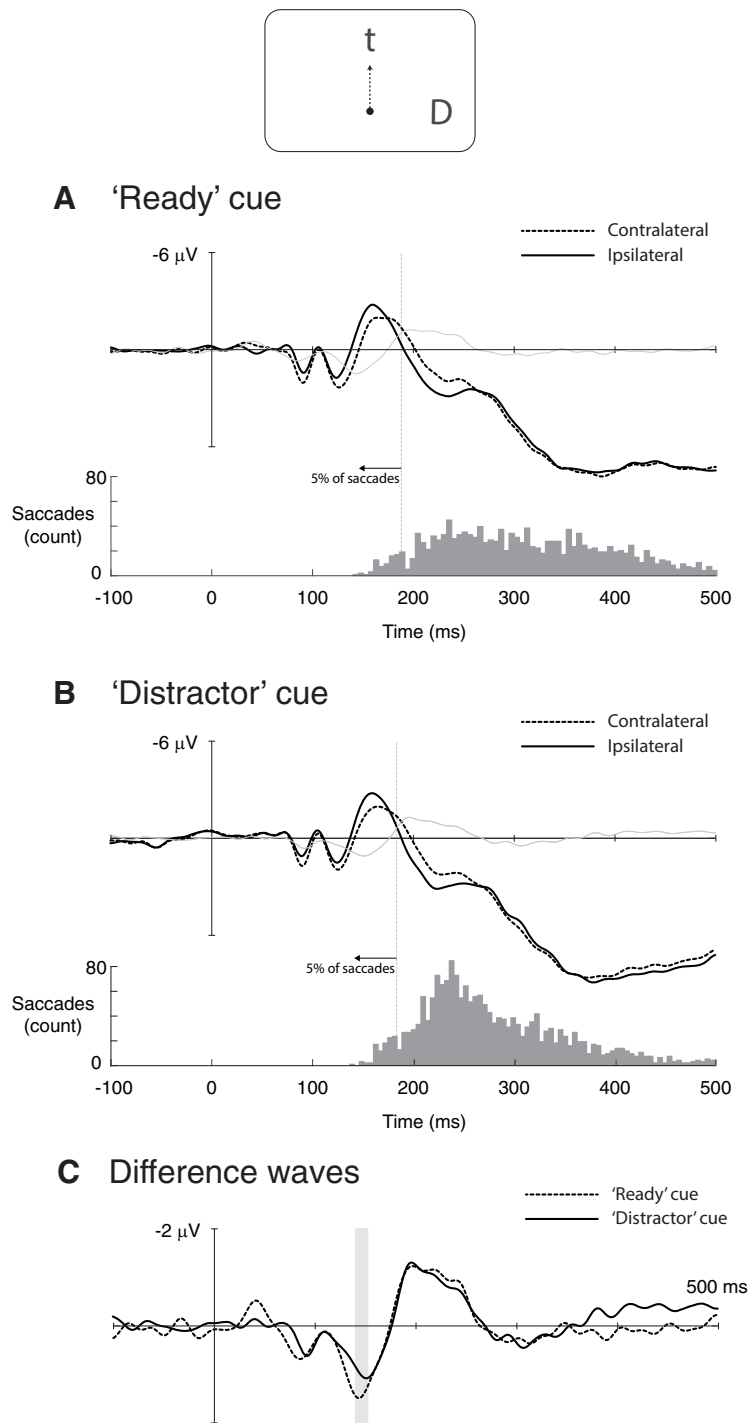 t
D
A 'Ready' cue
Contralateral
Ipsilateral
-6 μV
5% of saccades
80
Saccades
(count)
0
-100 0 100 200 300 400 500
Time (ms)
B 'Distractor' cue
Contralateral
Ipsilateral
-6 μV
5% of saccades
80
Saccades
(count)
0
-100 0 100 200 300 400 500
Time (ms)
C Difference waves
'Ready' cue
'Distractor' cue
-2 μV
500 ms